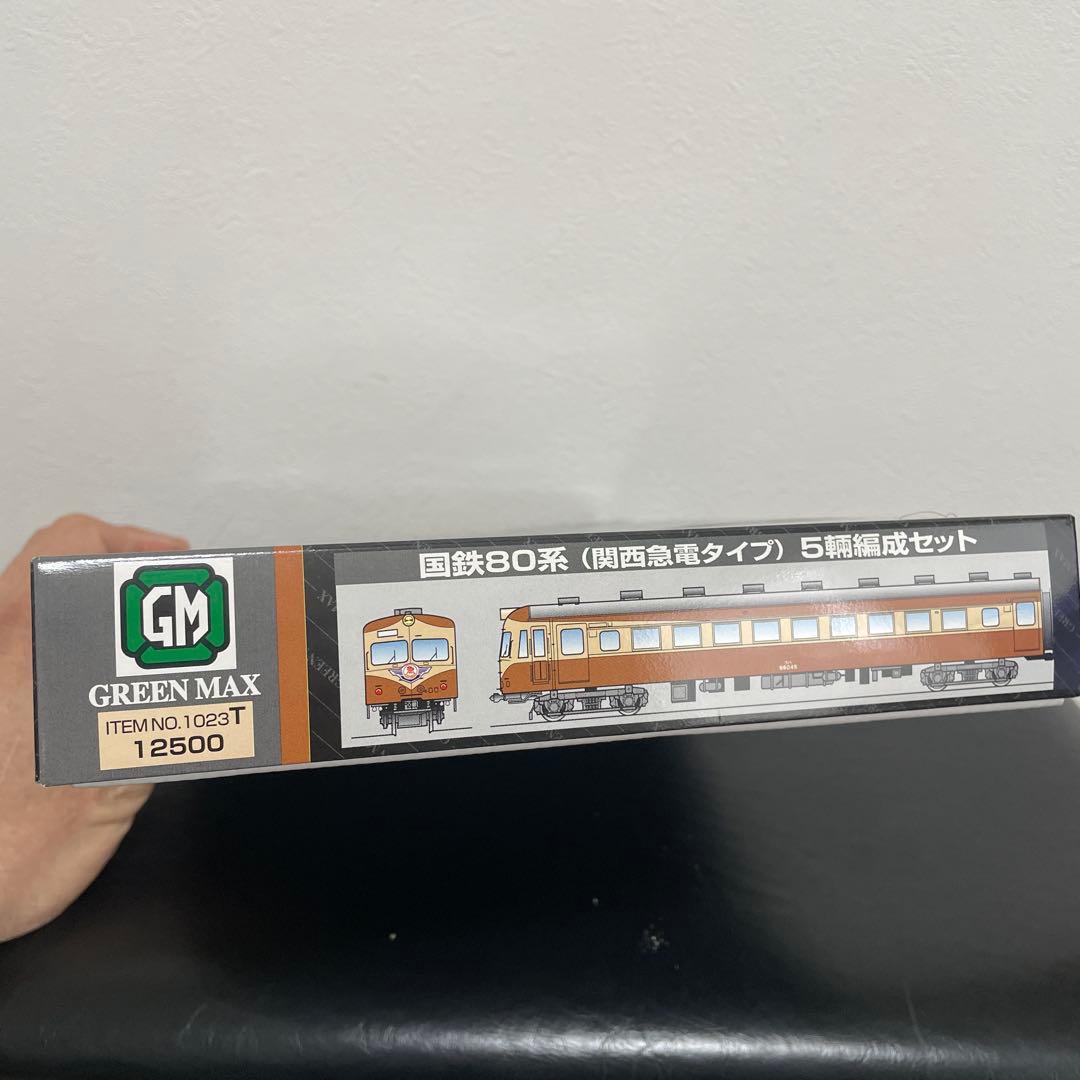 GM
GREEN MAX
ITEM NO.1023T
12500
国鉄80系（関西急電タイプ）5輌編成セット